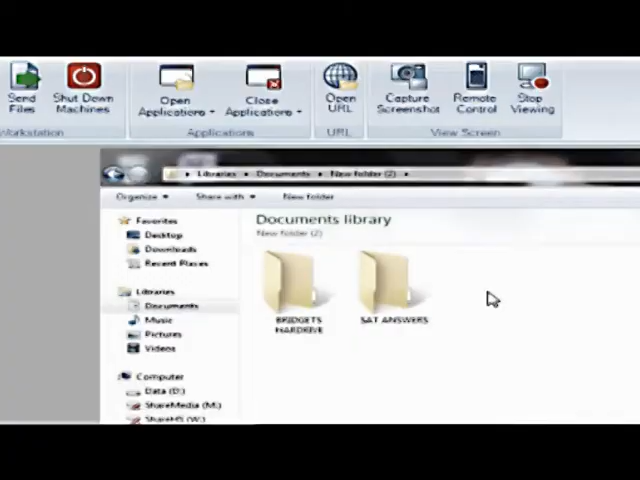 Send
Files
Shut Down
Machines
Open
Applications
Close
Applications
Open
URL
Capture
Screenshot
Remote
Control
Stop
Viewing
Workstation
Applications
URL
View Screen
Libraries Documents New folder (2)
Organize Share with New folder
Favorites
Desktop
Downloads
Recent Places
Libraries
Documents
Music
Pictures
Videos
Computer
Data (D:)
ShareMedia (M:)
ShareHS (W:)
Documents library
New folder (2)
BRIDGETS
HARDRIVE
SAT ANSWERS